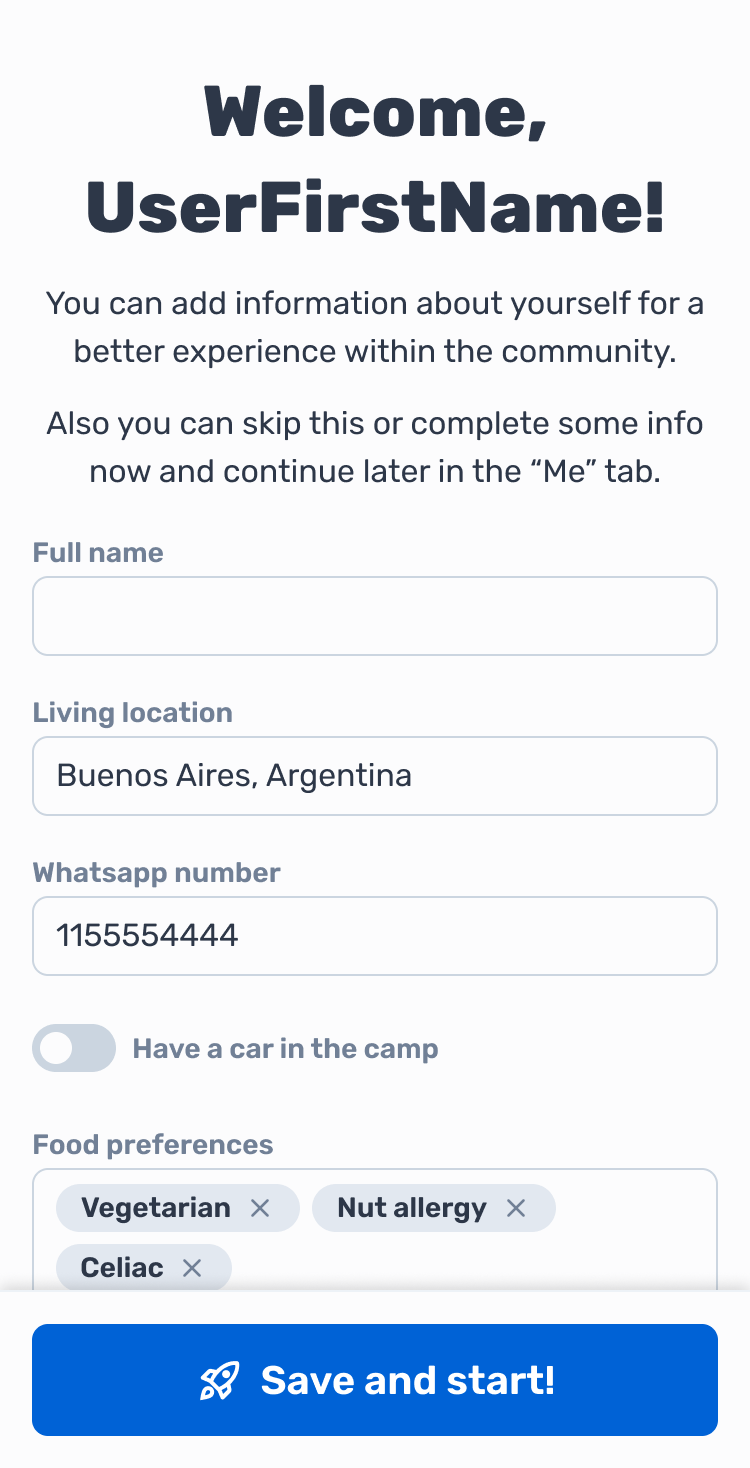 Welcome,
UserFirstName!
You can add information about yourself for a
better experience within the community.
Also you can skip this or complete some info
now and continue later in the “Me” tab.
Full name
Living location
Buenos Aires, Argentina
Whatsapp number
1155554444
Have a car in the camp
Food preferences
Vegetarian
Nut allergy
Celiac
Save and start!